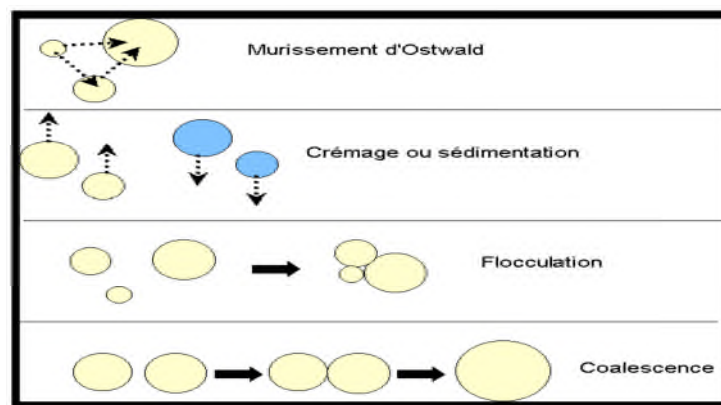 Murissement d'Ostwald
Crémage ou sédimentation
Flocculation
Coalescence